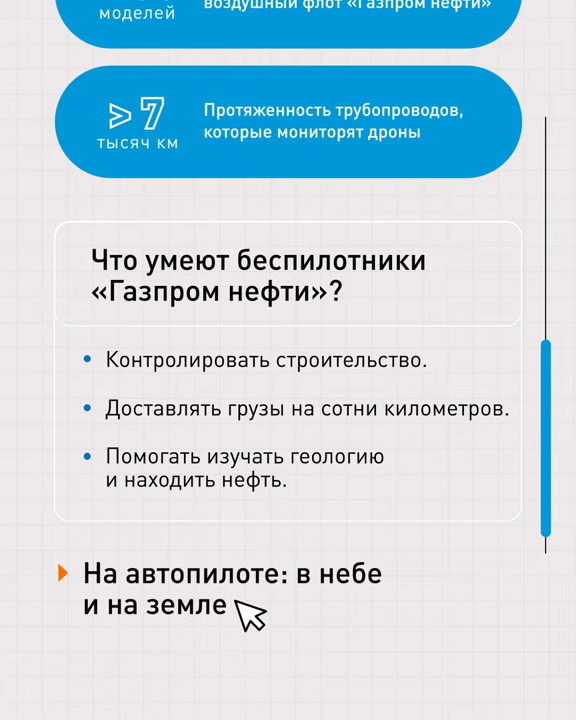 моделей
воздушный флот «Газпром нефти»
> 7
тысяч км
Протяженность трубопроводов,
которые мониторят дроны
Что умеют беспилотники
«Газпром нефти»?
• Контролировать строительство.
• Доставлять грузы на сотни километров.
• Помогать изучать геологию
и находить нефть.
На автопилоте: в небе
и на земле